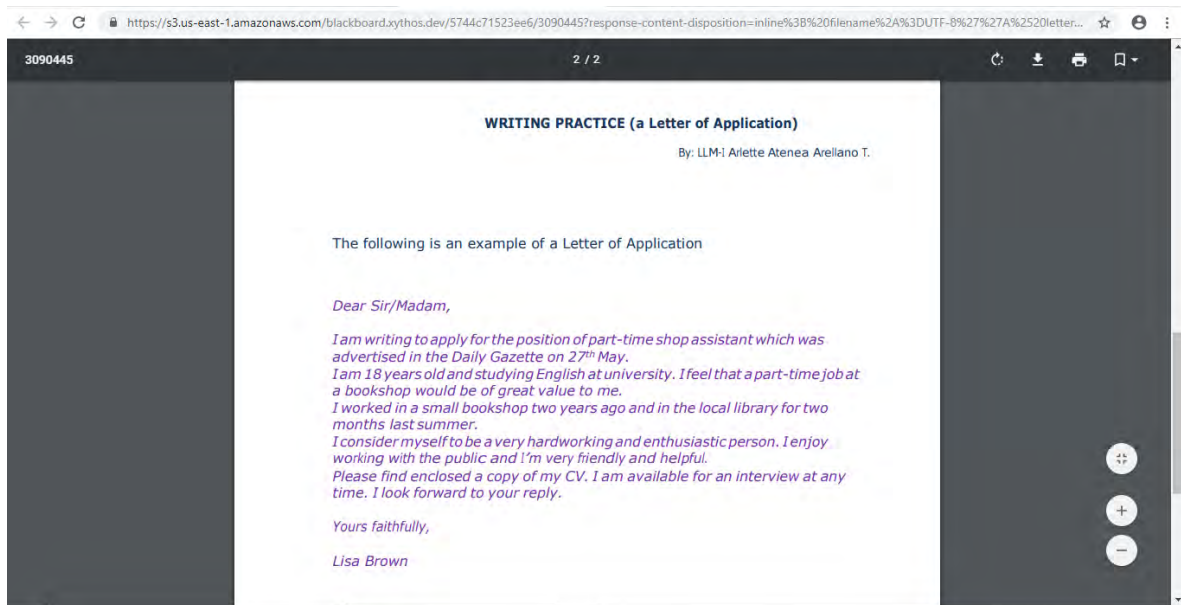 https://s3.us-east-1.amazonaws.com/blackboard.xythos.dev/5744c71523ee6/3090445?response-content-disposition=inline%3B%20filename%2A%3DUTF-8%27%27A%2520letter...
3090445
2 / 2
WRITING PRACTICE (a Letter of Application)
By: LLM-I Arlette Atenea Arellano T.
The following is an example of a Letter of Application
Dear Sir/Madam,
I am writing to apply for the position of part-time shop assistant which was
advertised in the Daily Gazette on 27th May.
I am 18 years old and studying English at university. I feel that a part-time job at
a bookshop would be of great value to me.
I worked in a small bookshop two years ago and in the local library for two
months last summer.
I consider myself to be a very hardworking and enthusiastic person. I enjoy
working with the public and I'm very friendly and helpful.
Please find enclosed a copy of my CV. I am available for an interview at any
time. I look forward to your reply.
Yours faithfully,
Lisa Brown